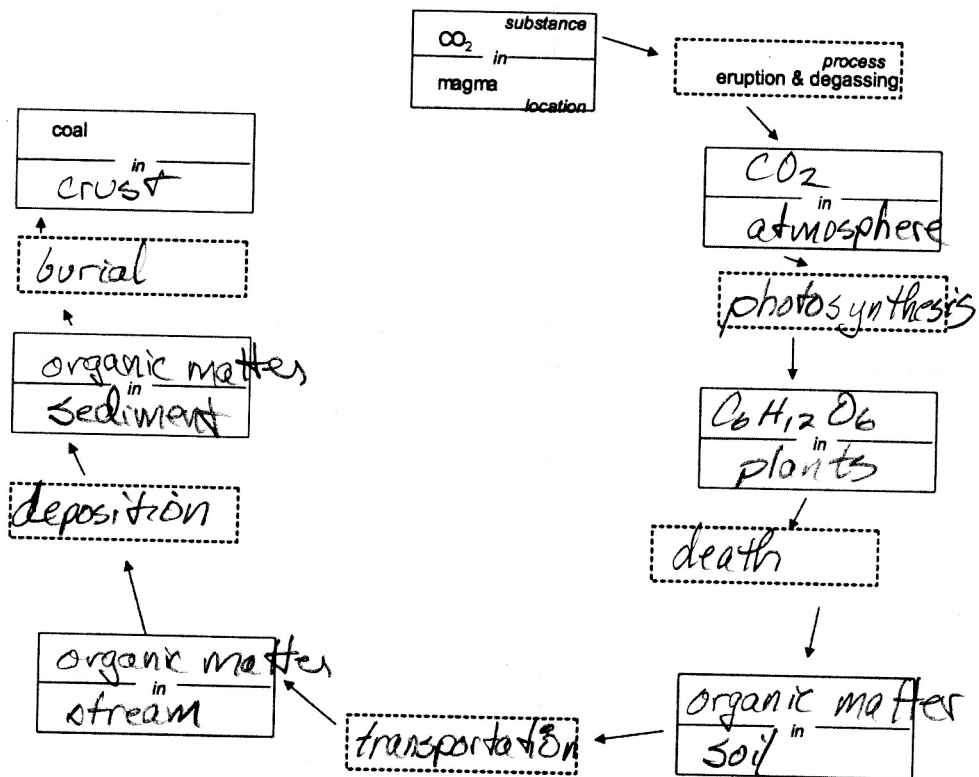 substance
CO₂
in
magma
location
process
eruption & degassing
CO2
in
atmosphere
photosynthesis
C6H12O6
in
plants
death
organic matter
in
soil
transportation
organic matter
in
stream
deposition
organic matter
in
sediment
burial
coal
in
crust